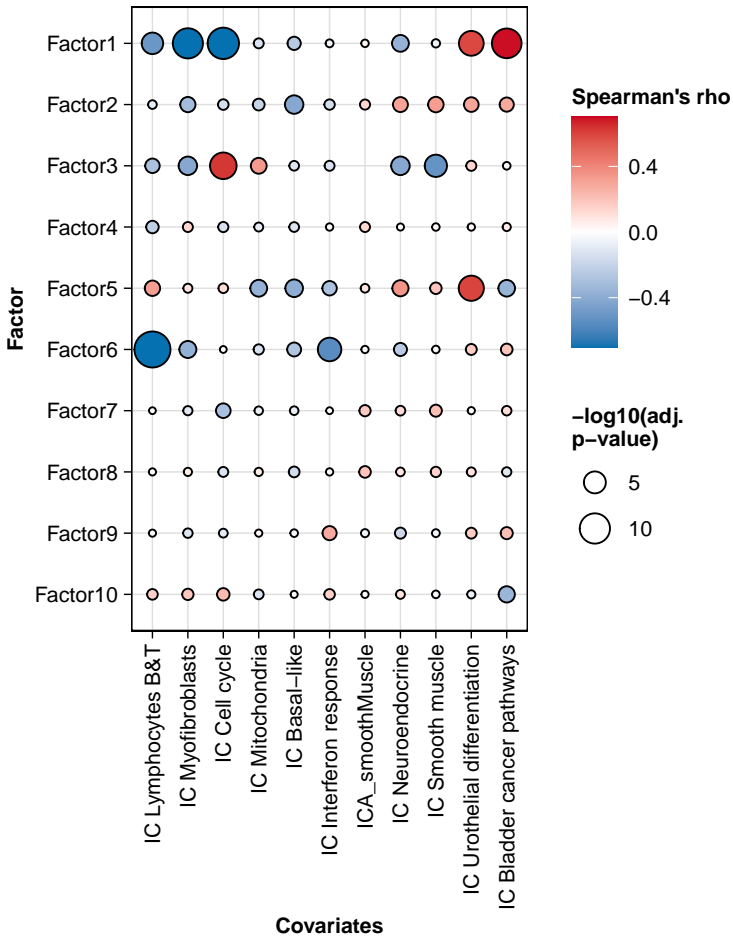 Factor1
Factor2
Factor3
Factor4
Factor5
Factor6
Factor7
Factor8
Factor9
Factor10
Factor
IC Lymphocytes B&T
IC Myofibroblasts
IC Cell cycle
IC Mitochondria
IC Basal−like
IC Interferon response
ICA_smoothMuscle
IC Neuroendocrine
IC Smooth muscle
IC Urothelial differentiation
IC Bladder cancer pathways
Covariates
Spearman's rho
0.4
0.0
−0.4
−log10(adj.
p−value)
5
10